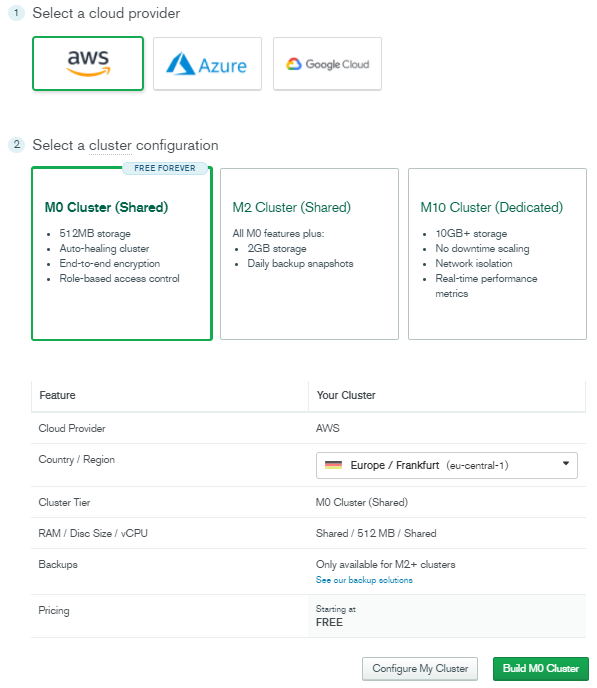 1 Select a cloud provider
aws
Azure
Google Cloud
2 Select a cluster configuration
FREE FOREVER
M0 Cluster (Shared)
• 512MB storage
• Auto-healing cluster
• End-to-end encryption
• Role-based access control
M2 Cluster (Shared)
All M0 features plus:
• 2GB storage
• Daily backup snapshots
M10 Cluster (Dedicated)
• 10GB+ storage
• No downtime scaling
• Network isolation
• Real-time performance
metrics
Feature Your Cluster
Cloud Provider AWS
Country / Region Europe / Frankfurt (eu-central-1)
Cluster Tier M0 Cluster (Shared)
RAM / Disc Size / vCPU Shared / 512 MB / Shared
Backups Only available for M2+ clusters
See our backup solutions
Pricing Starting at
FREE
Configure My Cluster Build M0 Cluster